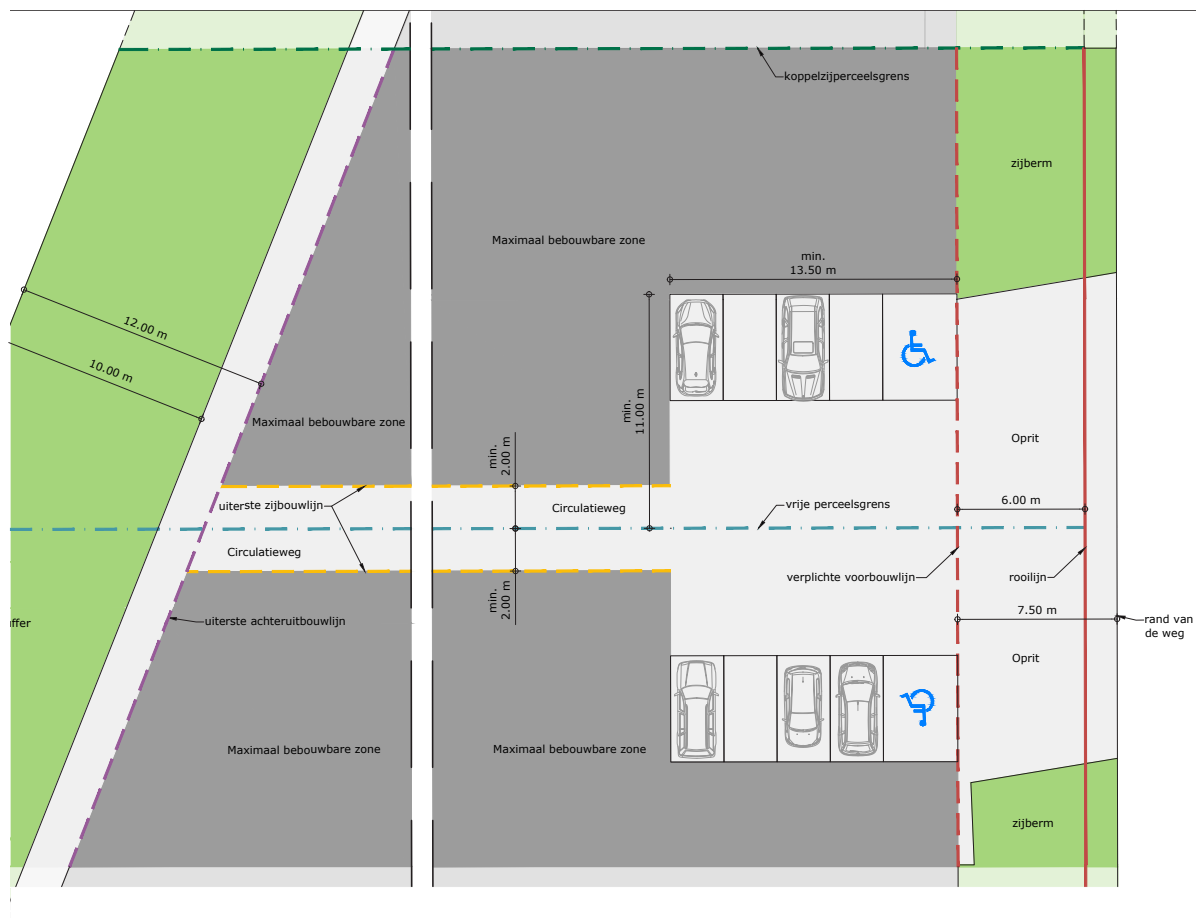 koppelzijperceelsgrens
zijberm
Maximaal bebouwbare zone
min.
13.50 m
12.00 m
10.00 m
min.
11.00 m
Maximaal bebouwbare zone
Oprit
min.
2.00 m
uiterste zijbouwlijn
Circulatieweg
vrije perceelsgrens
6.00 m
Circulatieweg
verplichte voorbouwlijn
rooilijn
min.
2.00 m
7.50 m
uffer
uiterste achteruitbouwlijn
rand van
de weg
Oprit
Maximaal bebouwbare zone
Maximaal bebouwbare zone
zijberm